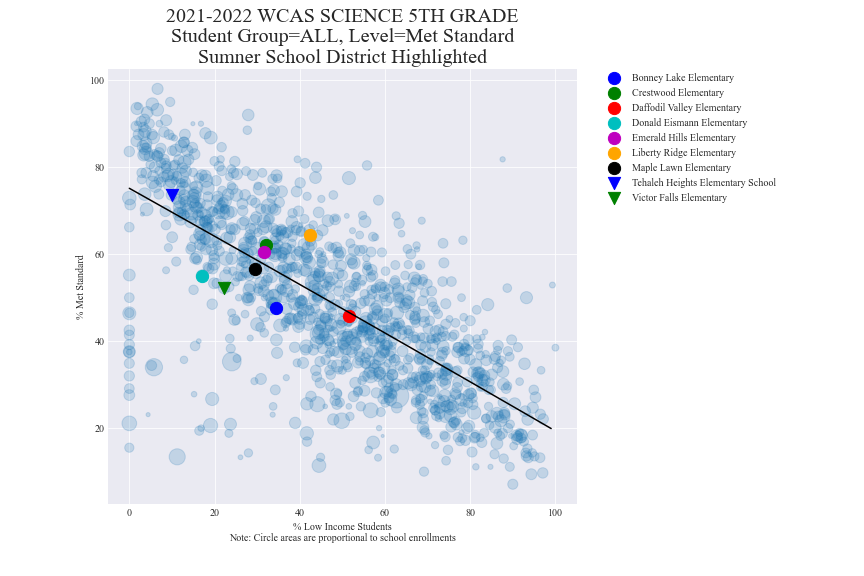 2021-2022 WCAS SCIENCE 5TH GRADE
Student Group=ALL, Level=Met Standard
Sumner School District Highlighted
100
80
60
40
20
% Met Standard
0 20 40 60 80 100
% Low Income Students
Note: Circle areas are proportional to school enrollments
Bonney Lake Elementary
Crestwood Elementary
Daffodil Valley Elementary
Donald Eismann Elementary
Emerald Hills Elementary
Liberty Ridge Elementary
Maple Lawn Elementary
Tehaleh Heights Elementary School
Victor Falls Elementary